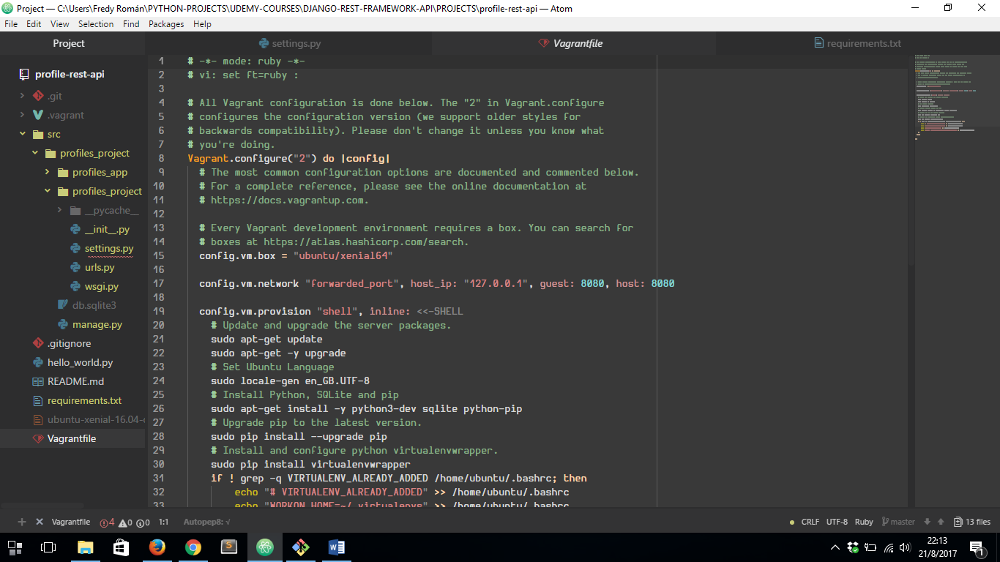 Project — C:\Users\Fredy Román\PYTHON-PROJECTS\UDEMY-COURSES\DJANGO-REST-FRAMEWORK-API\PROJECTS\profile-rest-api — Atom
File Edit View Selection Find Packages Help
Project
settings.py
Vagrantfile
requirements.txt
profile-rest-api
.git
.vagrant
src
profiles_project
profiles_app
profiles_project
__pycache__
__init__.py
settings.py
urls.py
wsgi.py
db.sqlite3
manage.py
.gitignore
hello_world.py
README.md
requirements.txt
ubuntu-xenial-16.04-
Vagrantfile
1 # -*- mode: ruby -*-
2 # vi: set ft=ruby :
3
4 # All Vagrant configuration is done below. The "2" in Vagrant.configure
5 # configures the configuration version (we support older styles for
6 # backwards compatibility). Please don't change it unless you know what
7 # you're doing.
8 Vagrant.configure("2") do |config|
9 # The most common configuration options are documented and commented below.
10 # For a complete reference, please see the online documentation at
11 # https://docs.vagrantup.com.
12
13 # Every Vagrant development environment requires a box. You can search for
14 # boxes at https://atlas.hashicorp.com/search.
15 config.vm.box = "ubuntu/xenial64"
16
17 config.vm.network "forwarded_port", host_ip: "127.0.0.1", guest: 8080, host: 8080
18
19 config.vm.provision "shell", inline: <<-SHELL
20 # Update and upgrade the server packages.
21 sudo apt-get update
22 sudo apt-get -y upgrade
23 # Set Ubuntu Language
24 sudo locale-gen en_GB.UTF-8
25 # Install Python, SQLite and pip
26 sudo apt-get install -y python3-dev sqlite python-pip
27 # Upgrade pip to the latest version.
28 sudo pip install --upgrade pip
29 # Install and configure python virtualenvwrapper.
30 sudo pip install virtualenvwrapper
31 if ! grep -q VIRTUALENV_ALREADY_ADDED /home/ubuntu/.bashrc; then
32 echo "# VIRTUALENV_ALREADY_ADDED" >> /home/ubuntu/.bashrc
33 echo "WORKON_HOME=~/.virtualenvs" >> /home/ubuntu/.bashrc
Vagrantfile 4 0 0 1:1 Autopep8: √
CRLF UTF-8 Ruby master 13 files
22:13
21/8/2017
1